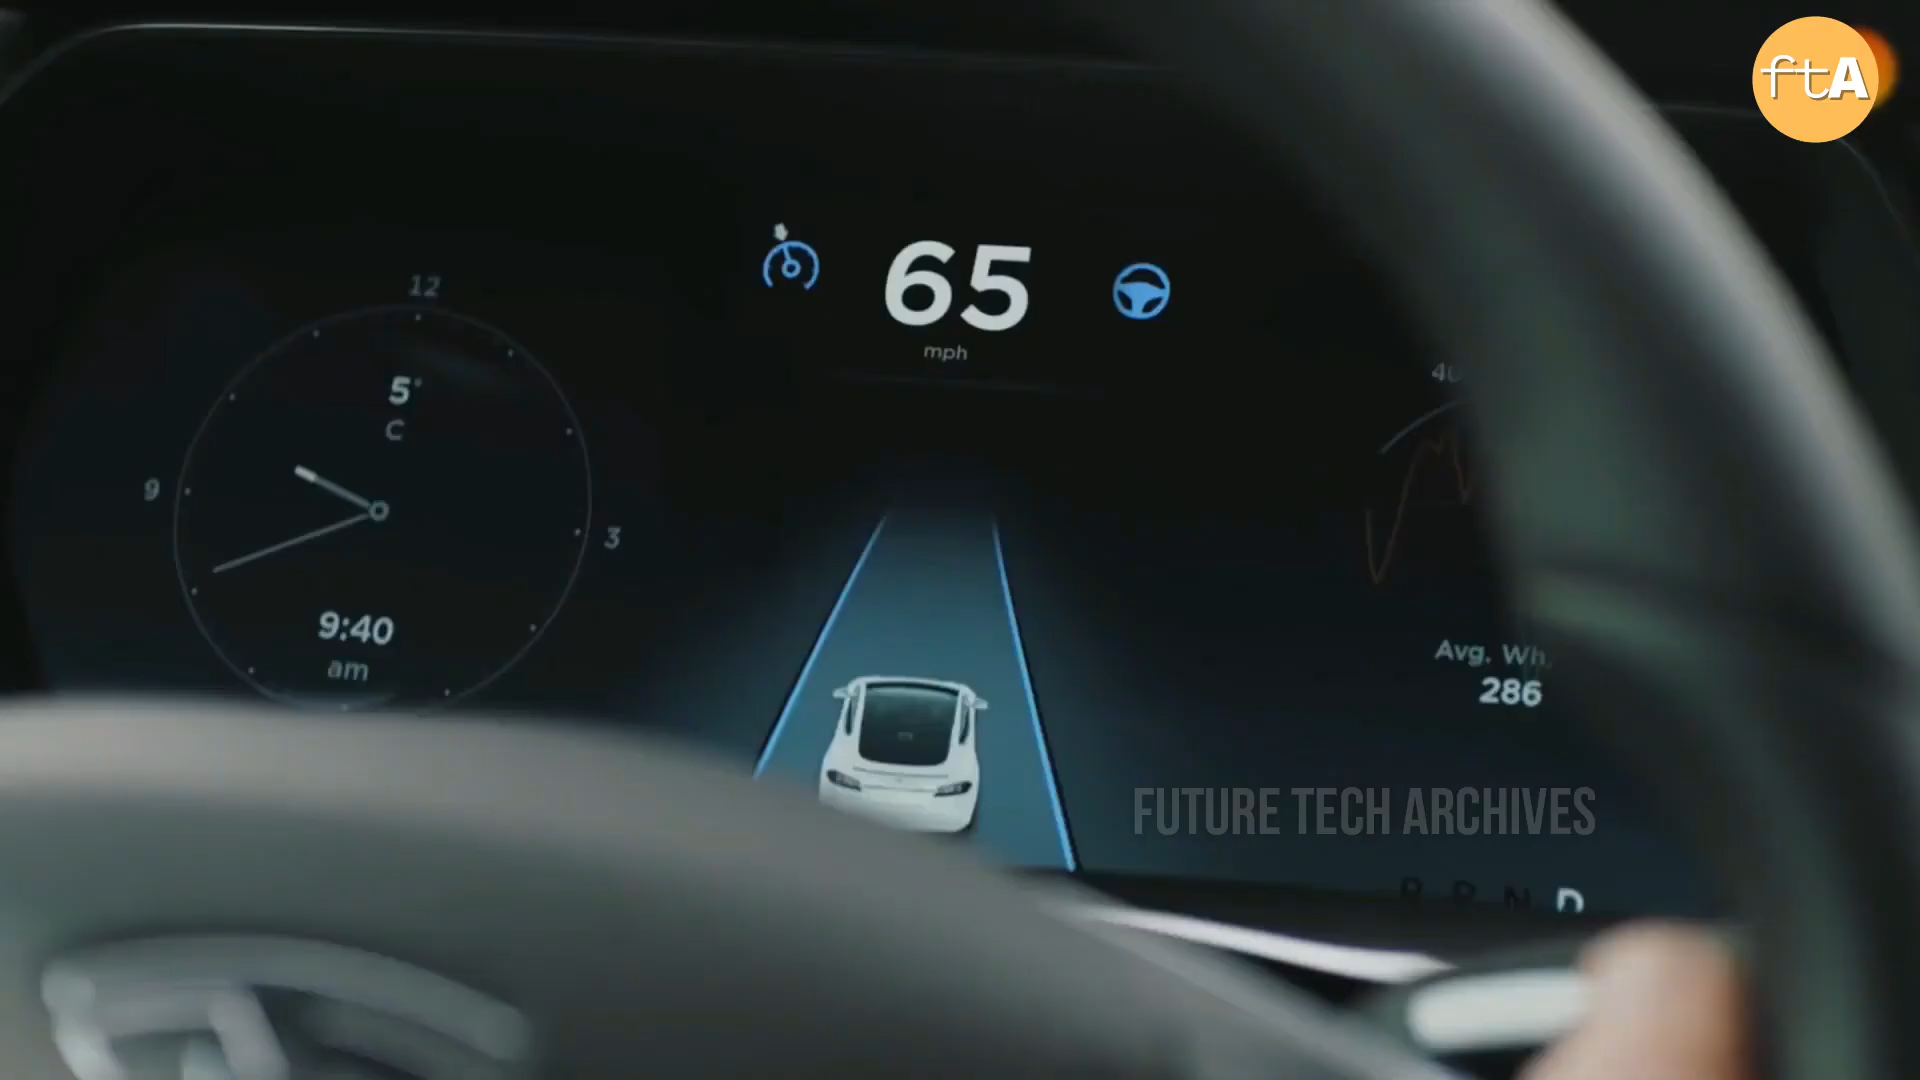 ftA
65
mph
12
5°
C
9
3
9:40
am
Avg. Wh
286
FUTURE TECH ARCHIVES
R N D